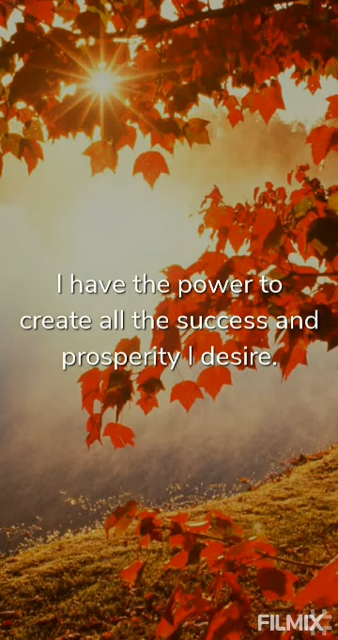 I have the power to
create all the success and
prosperity I desire.
FILMIX